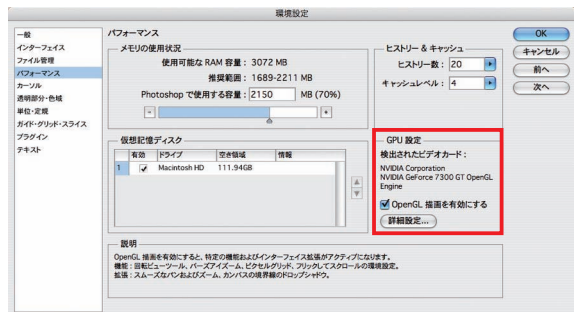 環境設定
一般
インターフェイス
ファイル管理
パフォーマンス
カーソル
透明部分・色域
単位・定規
ガイド・グリッド・スライス
プラグイン
テキスト
パフォーマンス
メモリの使用状況
使用可能な RAM 容量： 3072 MB
推奨範囲： 1689-2211 MB
Photoshop で使用する容量： 2150 MB (70%)
- +
ヒストリー & キャッシュ
ヒストリー数： 20
キャッシュレベル： 4
OK
キャンセル
前へ
次へ
仮想記憶ディスク
有効 ドライブ 空き領域 情報
1 Macintosh HD 111.94GB
GPU 設定
検出されたビデオカード：
NVIDIA Corporation
NVIDIA GeForce 7300 GT OpenGL
Engine
OpenGL 描画を有効にする
詳細設定...
説明
OpenGL 描画を有効にすると、特定の機能およびインターフェイス拡張がアクティブになります。
機能：回転ビューツール、バーズアイズーム、ピクセルグリッド、フリックしてスクロールの環境設定。
拡張：スムーズなパンおよびズーム、カンバスの境界線のドロップシャドウ。